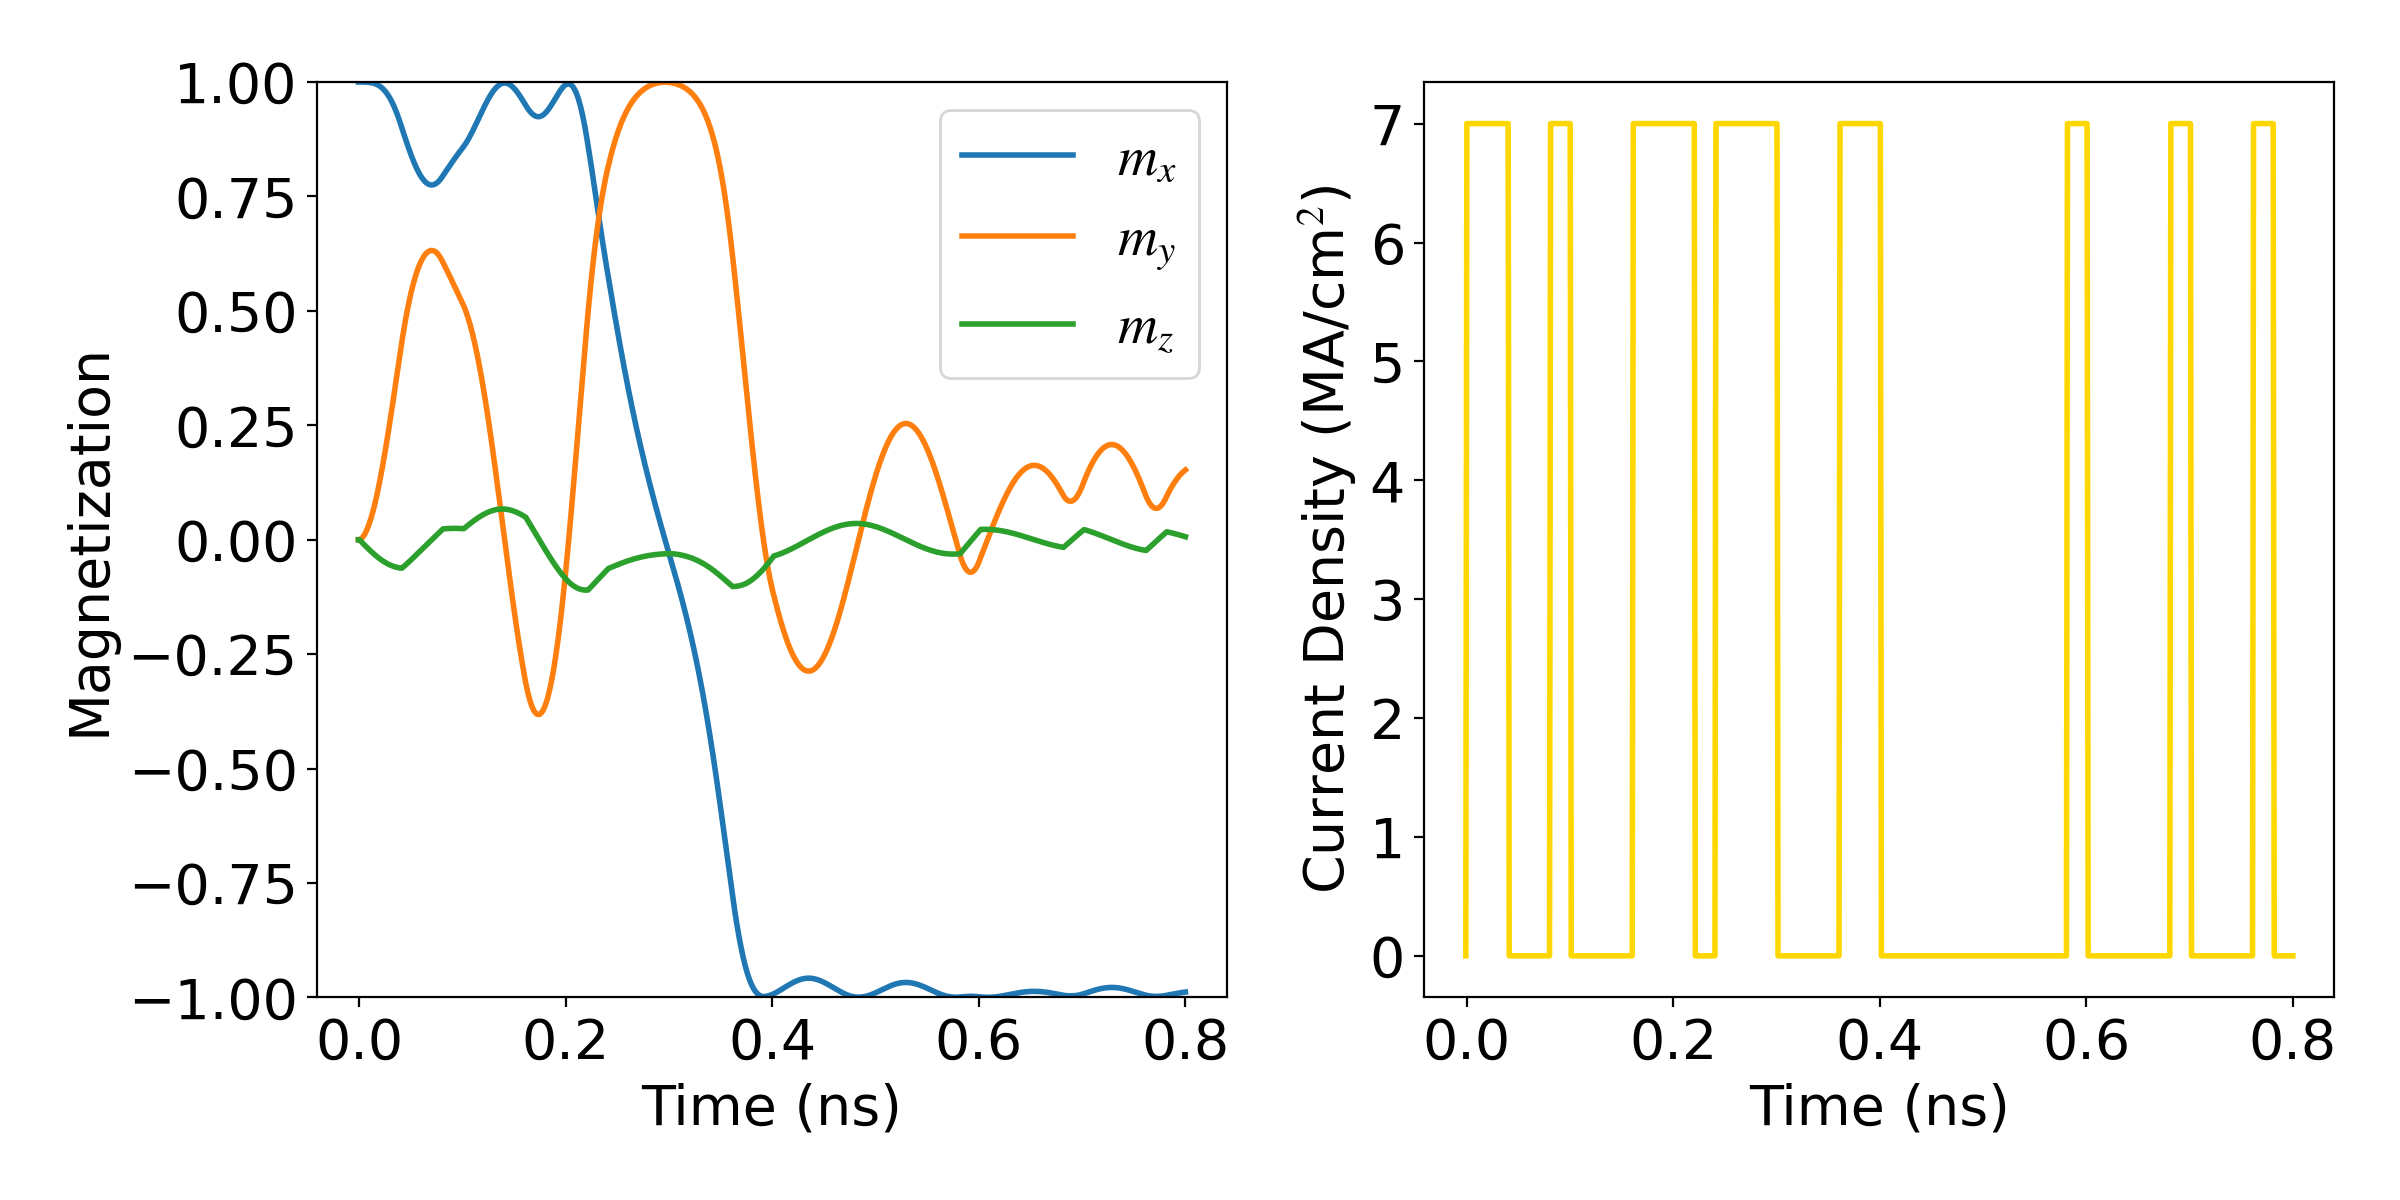 1.00
0.75
0.50
0.25
0.00
−0.25
−0.50
−0.75
−1.00
Magnetization
0.0 0.2 0.4 0.6 0.8
Time (ns)
m_x
m_y
m_z
7
6
5
4
3
2
1
0
Current Density (MA/cm²)
0.0 0.2 0.4 0.6 0.8
Time (ns)